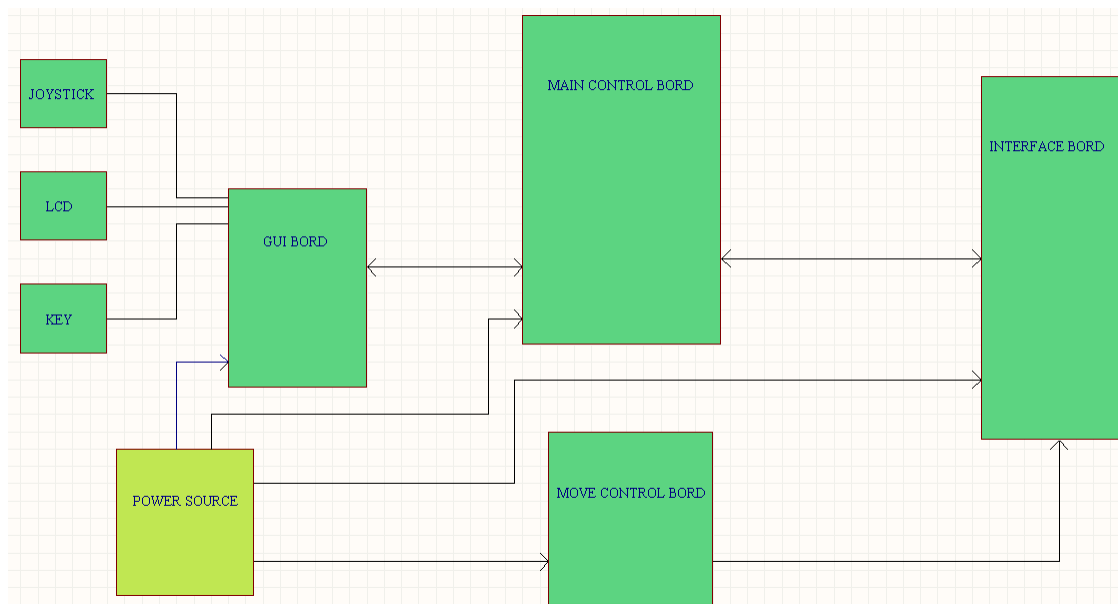 MAIN CONTROL BORD
JOYSTICK
INTERFACE BORD
LCD
GUI BORD
KEY
POWER SOURCE
MOVE CONTROL BORD